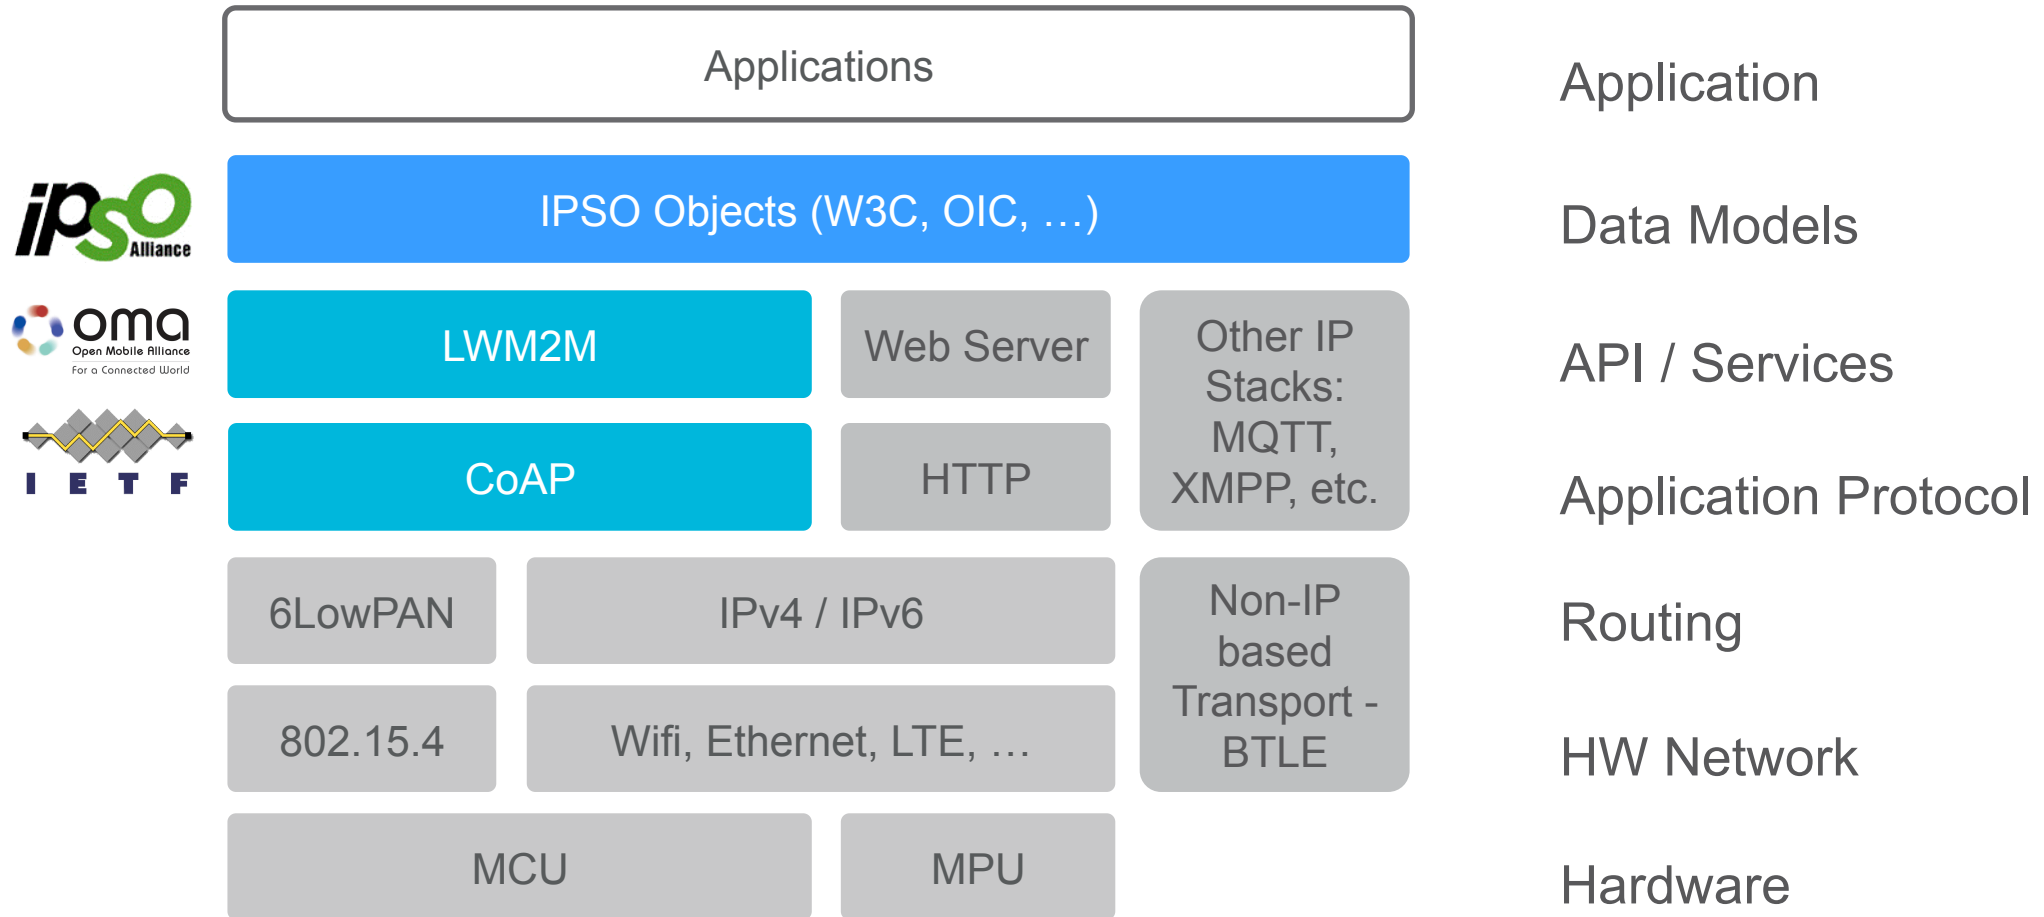 Applications
Application
ipso
Alliance
IPSO Objects (W3C, OIC, …)
Data Models
oma
Open Mobile Alliance
For a Connected World
LWM2M
Web Server
Other IP
Stacks:
MQTT,
XMPP, etc.
API / Services
I E T F
CoAP
HTTP
Application Protocol
6LowPAN
IPv4 / IPv6
Non-IP
based
Transport -
BTLE
Routing
802.15.4
Wifi, Ethernet, LTE, …
HW Network
MCU
MPU
Hardware